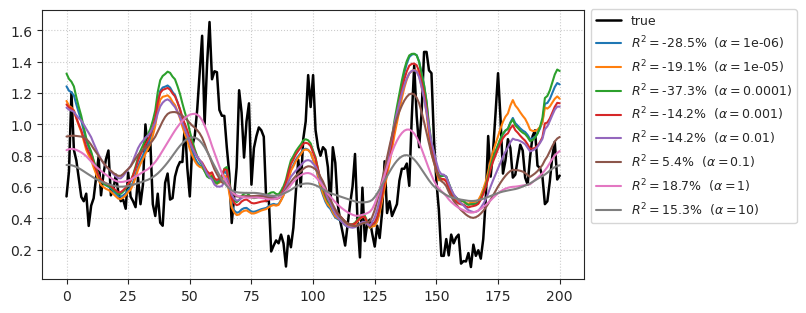 true
R² = -28.5% (α = 1e-06)
R² = -19.1% (α = 1e-05)
R² = -37.3% (α = 0.0001)
R² = -14.2% (α = 0.001)
R² = -14.2% (α = 0.01)
R² = 5.4% (α = 0.1)
R² = 18.7% (α = 1)
R² = 15.3% (α = 10)
1.6
1.4
1.2
1.0
0.8
0.6
0.4
0.2
0 25 50 75 100 125 150 175 200